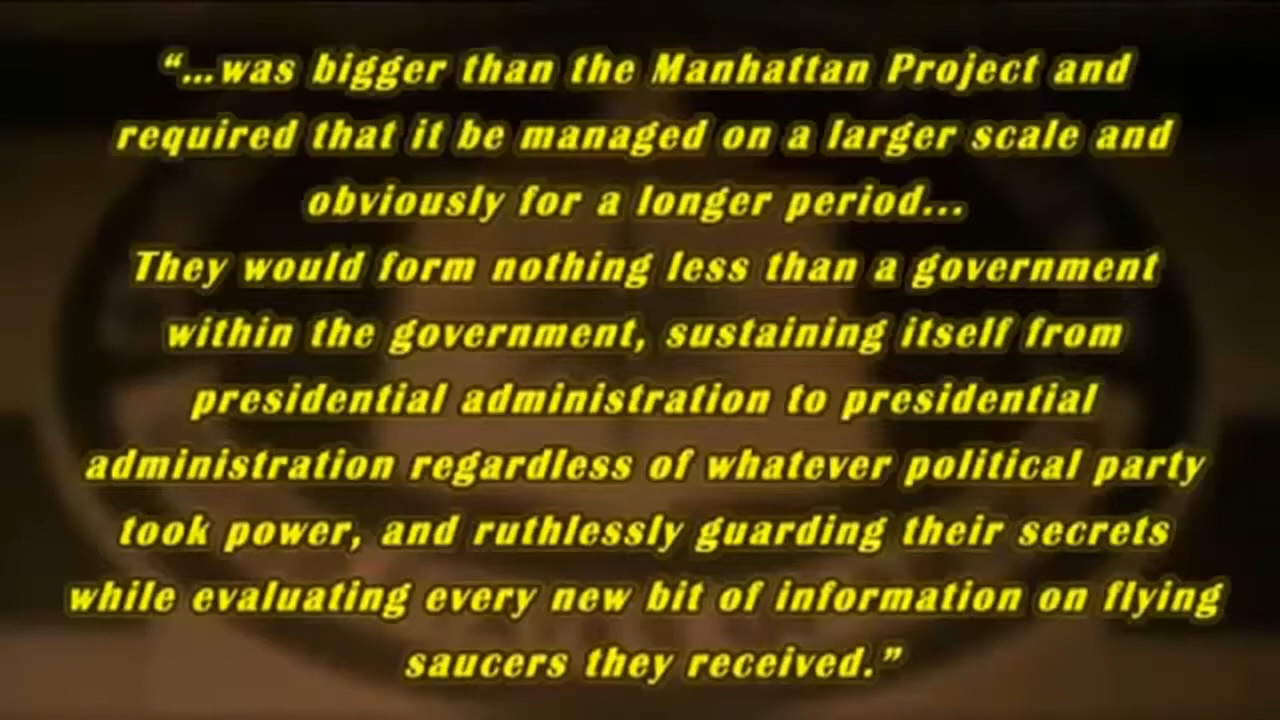 “...was bigger than the Manhattan Project and
required that it be managed on a larger scale and
obviously for a longer period...
They would form nothing less than a government
within the government, sustaining itself from
presidential administration to presidential
administration regardless of whatever political party
took power, and ruthlessly guarding their secrets
while evaluating every new bit of information on flying
saucers they received.”